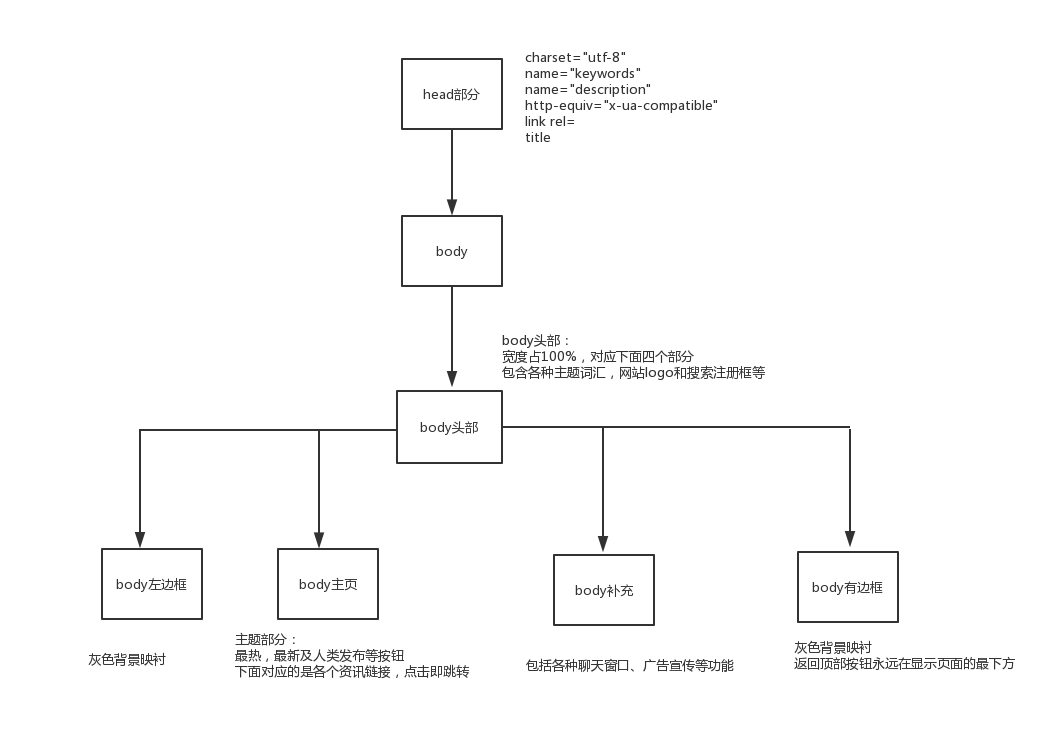 head部分
charset="utf-8"
name="keywords"
name="description"
http-equiv="x-ua-compatible"
link rel=
title
body
body头部：
宽度占100%，对应下面四个部分
包含各种主题词汇，网站logo和搜索注册框等
body头部
body左边框
灰色背景映衬
body主页
主题部分：
最热，最新及人类发布等按钮
下面对应的是各个资讯链接，点击即跳转
body补充
包括各种聊天窗口、广告宣传等功能
body有边框
灰色背景映衬
返回顶部按钮永远在显示页面的最下方